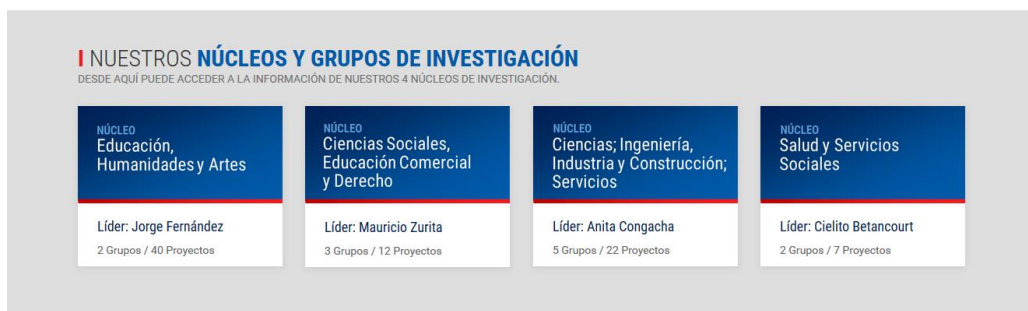 NUESTROS NÚCLEOS Y GRUPOS DE INVESTIGACIÓN
DESDE AQUÍ PUEDE ACCEDER A LA INFORMACIÓN DE NUESTROS 4 NÚCLEOS DE INVESTIGACIÓN.
NÚCLEO
Educación,
Humanidades y Artes
Líder: Jorge Fernández
2 Grupos / 40 Proyectos
NÚCLEO
Ciencias Sociales,
Educación Comercial
y Derecho
Líder: Mauricio Zurita
3 Grupos / 12 Proyectos
NÚCLEO
Ciencias; Ingeniería,
Industria y Construcción;
Servicios
Líder: Anita Congacha
5 Grupos / 22 Proyectos
NÚCLEO
Salud y Servicios
Sociales
Líder: Cielito Betancourt
2 Grupos / 7 Proyectos